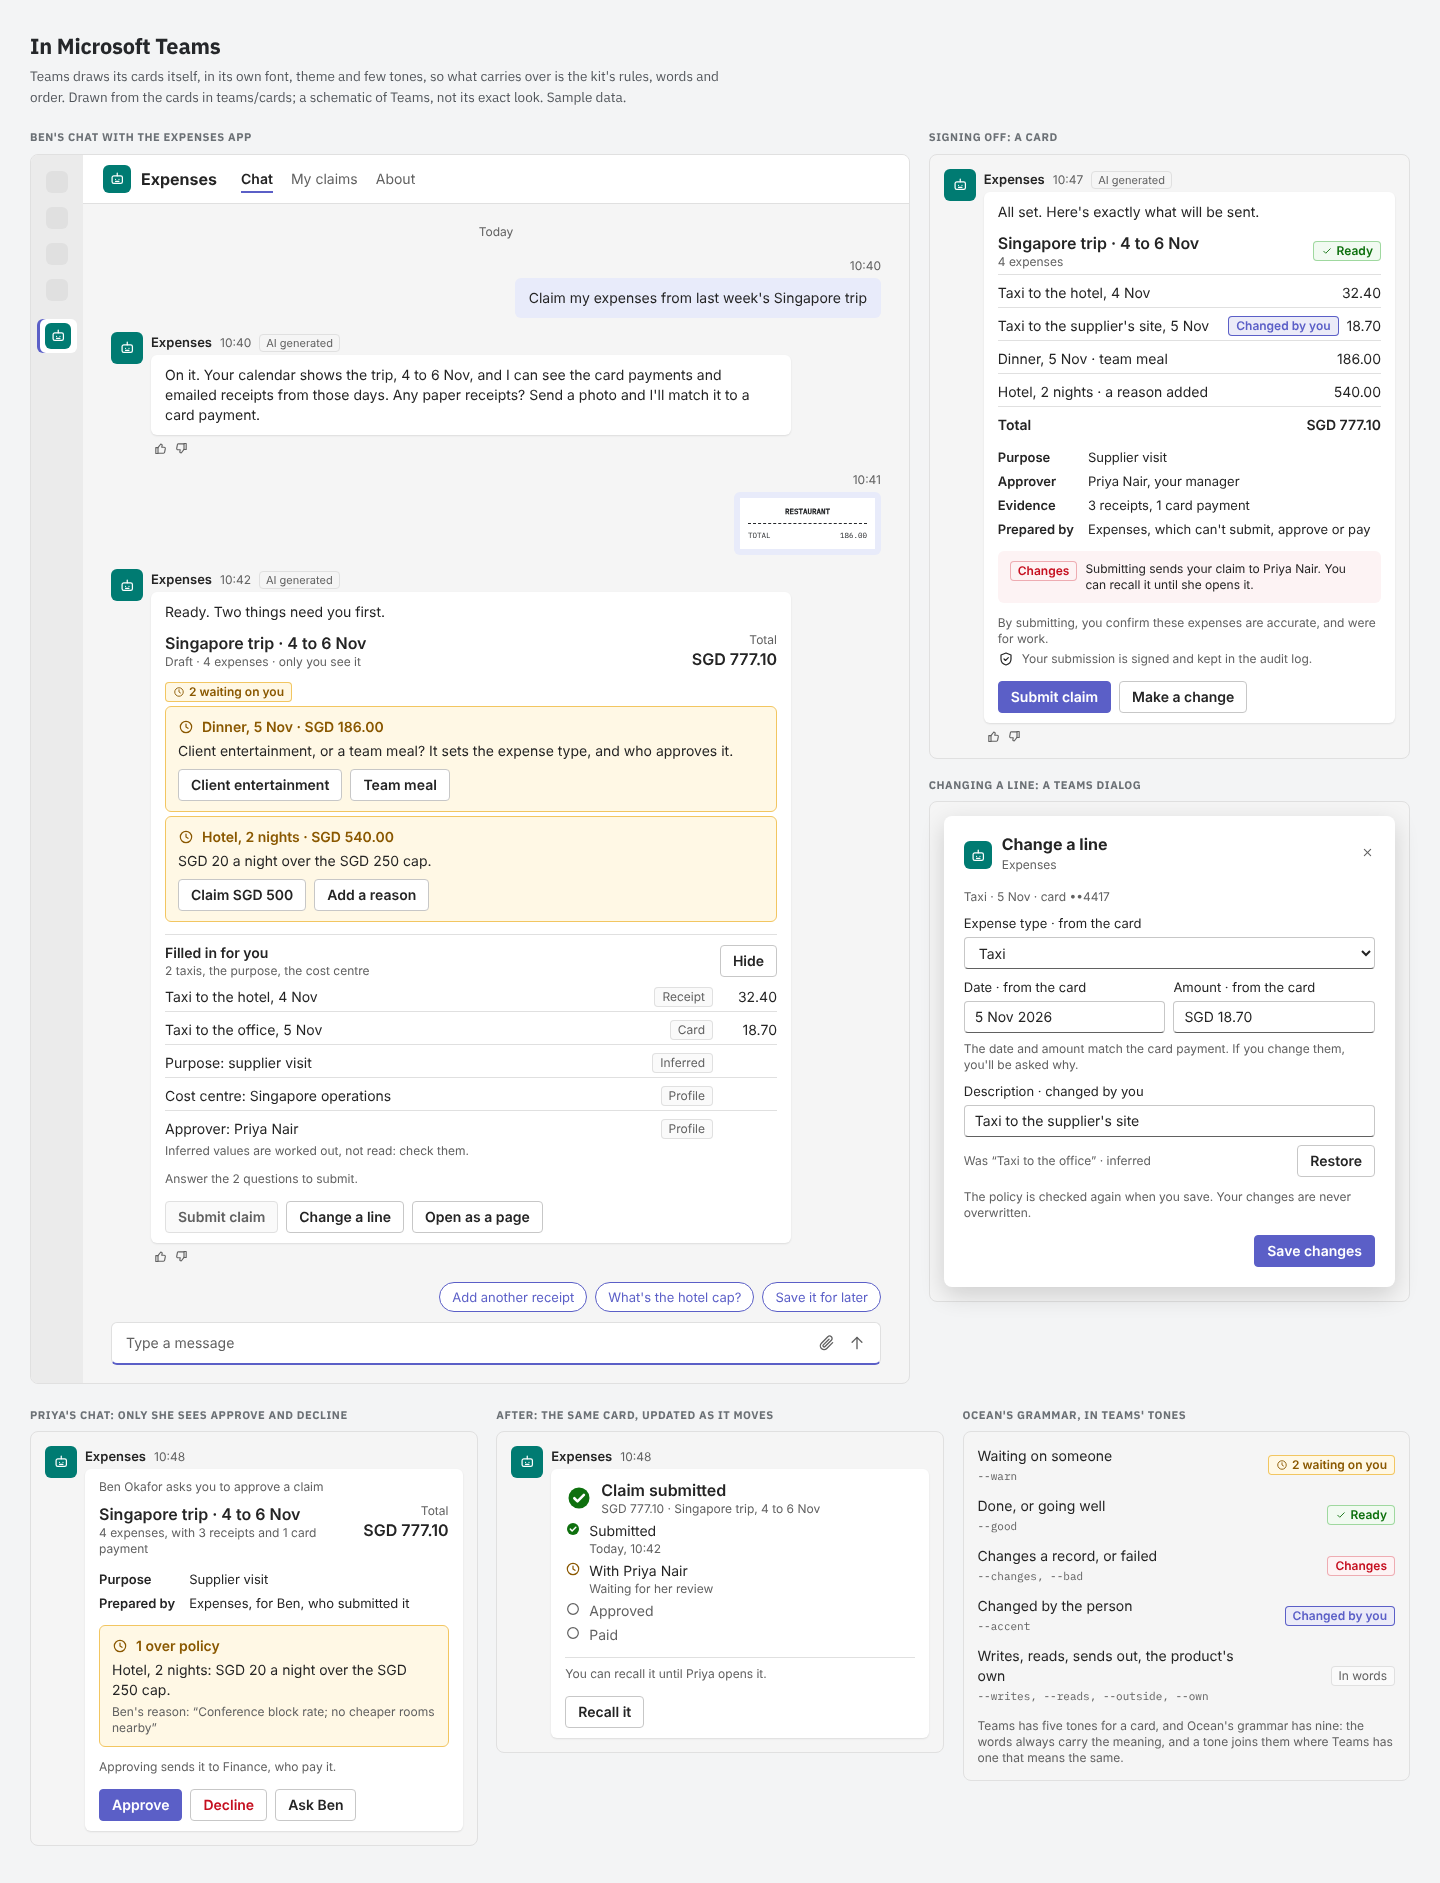 In Microsoft Teams
Teams draws its cards itself, in its own font, theme and few tones, so what carries over is the kit's rules, words and
order. Drawn from the cards in teams/cards; a schematic of Teams, not its exact look. Sample data.
BEN'S CHAT WITH THE EXPENSES APP
Expenses Chat My claims About
Today
10:40
Claim my expenses from last week's Singapore trip
Expenses 10:40 AI generated
On it. Your calendar shows the trip, 4 to 6 Nov, and I can see the card payments and
emailed receipts from those days. Any paper receipts? Send a photo and I'll match it to a
card payment.
10:41
RESTAURANT
TOTAL 186.00
Expenses 10:42 AI generated
Ready. Two things need you first.
Singapore trip · 4 to 6 Nov
Draft · 4 expenses · only you see it
Total
SGD 777.10
2 waiting on you
Dinner, 5 Nov · SGD 186.00
Client entertainment, or a team meal? It sets the expense type, and who approves it.
Client entertainment Team meal
Hotel, 2 nights · SGD 540.00
SGD 20 a night over the SGD 250 cap.
Claim SGD 500 Add a reason
Filled in for you
2 taxis, the purpose, the cost centre
Hide
Taxi to the hotel, 4 Nov Receipt 32.40
Taxi to the office, 5 Nov Card 18.70
Purpose: supplier visit Inferred
Cost centre: Singapore operations Profile
Approver: Priya Nair Profile
Inferred values are worked out, not read: check them.
Answer the 2 questions to submit.
Submit claim Change a line Open as a page
Add another receipt What's the hotel cap? Save it for later
Type a message
SIGNING OFF: A CARD
Expenses 10:47 AI generated
All set. Here's exactly what will be sent.
Singapore trip · 4 to 6 Nov
4 expenses
Ready
Taxi to the hotel, 4 Nov 32.40
Taxi to the supplier's site, 5 Nov Changed by you 18.70
Dinner, 5 Nov · team meal 186.00
Hotel, 2 nights · a reason added 540.00
Total SGD 777.10
Purpose Supplier visit
Approver Priya Nair, your manager
Evidence 3 receipts, 1 card payment
Prepared by Expenses, which can't submit, approve or pay
Changes Submitting sends your claim to Priya Nair. You
can recall it until she opens it.
By submitting, you confirm these expenses are accurate, and were
for work.
Your submission is signed and kept in the audit log.
Submit claim Make a change
CHANGING A LINE: A TEAMS DIALOG
Change a line
Expenses
Taxi · 5 Nov · card ••4417
Expense type · from the card
Taxi
Date · from the card Amount · from the card
5 Nov 2026 SGD 18.70
The date and amount match the card payment. If you change them,
you'll be asked why.
Description · changed by you
Taxi to the supplier's site
Was “Taxi to the office” · inferred Restore
The policy is checked again when you save. Your changes are never
overwritten.
Save changes
PRIYA'S CHAT: ONLY SHE SEES APPROVE AND DECLINE
Expenses 10:48
Ben Okafor asks you to approve a claim
Singapore trip · 4 to 6 Nov
4 expenses, with 3 receipts and 1 card
payment
Total
SGD 777.10
Purpose Supplier visit
Prepared by Expenses, for Ben, who submitted it
1 over policy
Hotel, 2 nights: SGD 20 a night over the SGD
250 cap.
Ben's reason: “Conference block rate; no cheaper rooms
nearby”
Approving sends it to Finance, who pay it.
Approve Decline Ask Ben
AFTER: THE SAME CARD, UPDATED AS IT MOVES
Expenses 10:48
Claim submitted
SGD 777.10 · Singapore trip, 4 to 6 Nov
Submitted
Today, 10:42
With Priya Nair
Waiting for her review
Approved
Paid
You can recall it until Priya opens it.
Recall it
OCEAN'S GRAMMAR, IN TEAMS' TONES
Waiting on someone
--warn
2 waiting on you
Done, or going well
--good
Ready
Changes a record, or failed
--changes, --bad
Changes
Changed by the person
--accent
Changed by you
Writes, reads, sends out, the product's
own
--writes, --reads, --outside, --own
In words
Teams has five tones for a card, and Ocean's grammar has nine: the
words always carry the meaning, and a tone joins them where Teams has
one that means the same.